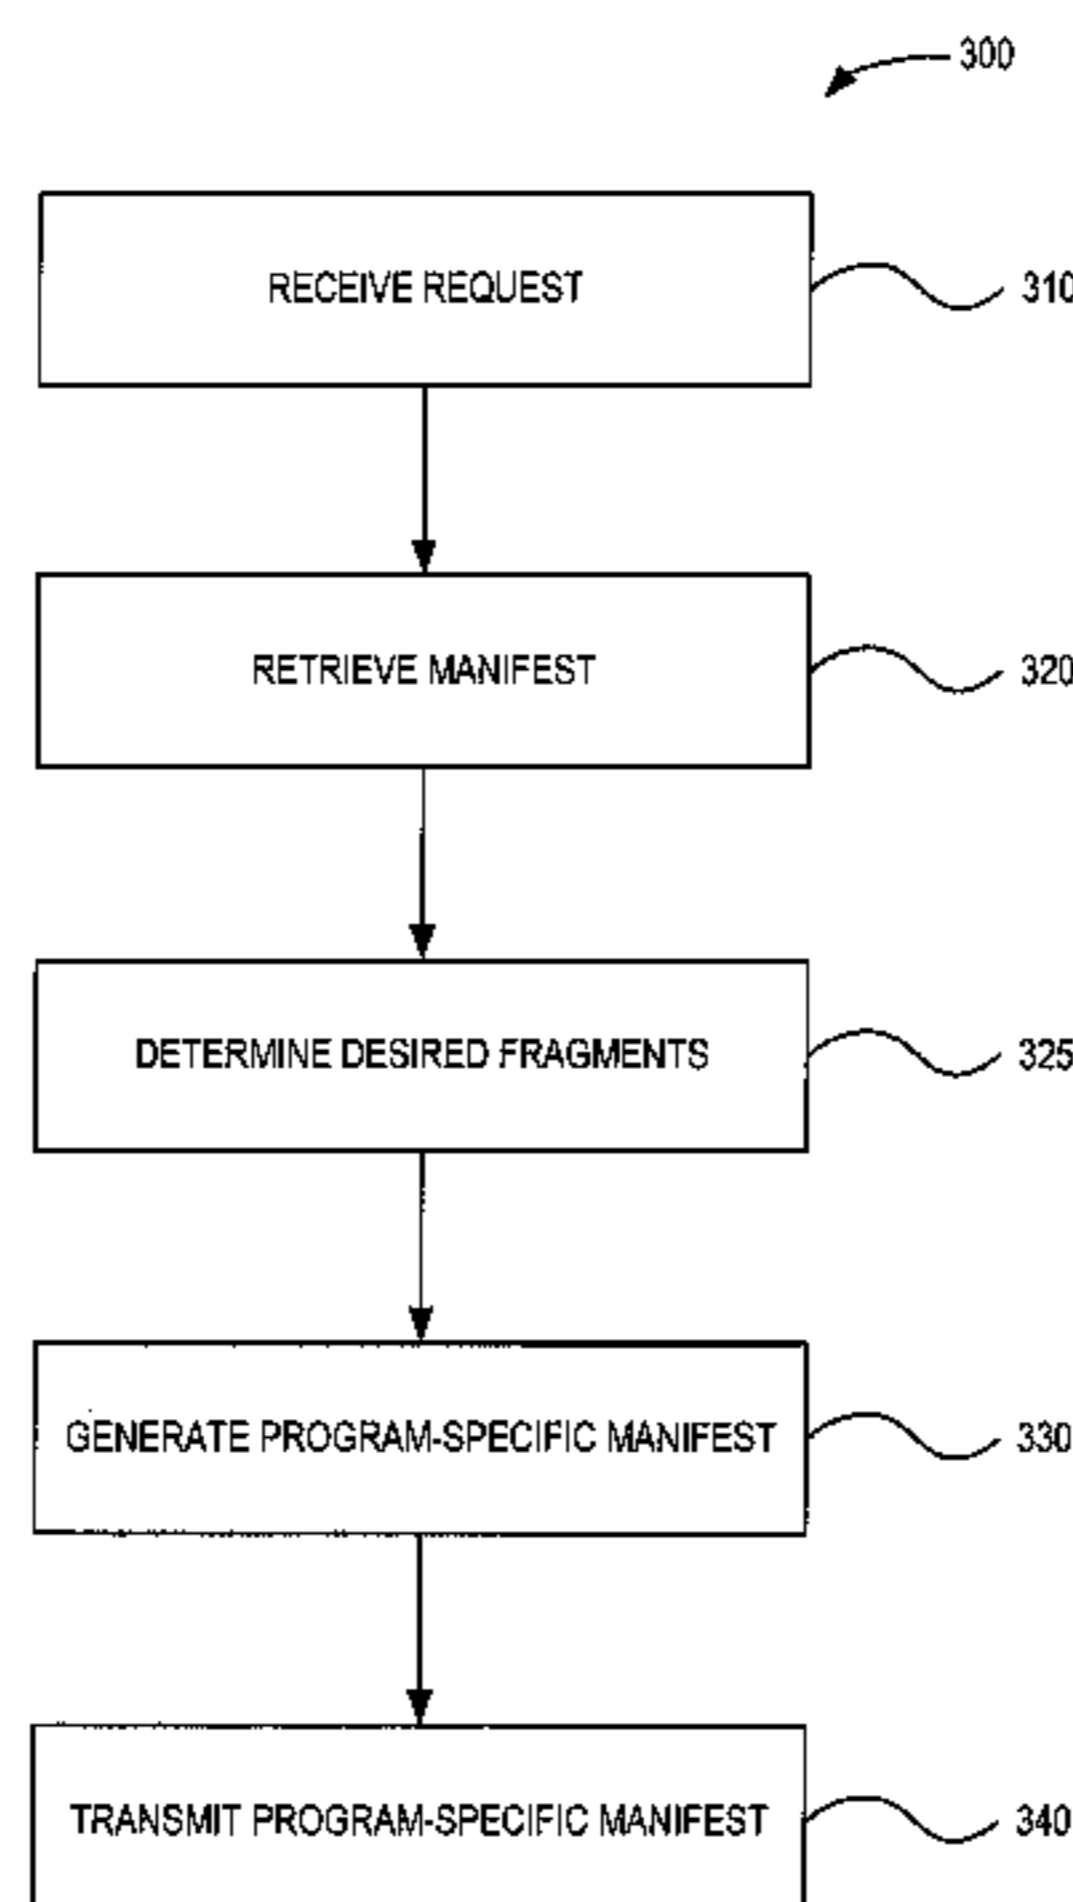 300
RECEIVE REQUEST
310
RETRIEVE MANIFEST
320
DETERMINE DESIRED FRAGMENTS
325
GENERATE PROGRAM-SPECIFIC MANIFEST
330
TRANSMIT PROGRAM-SPECIFIC MANIFEST
340